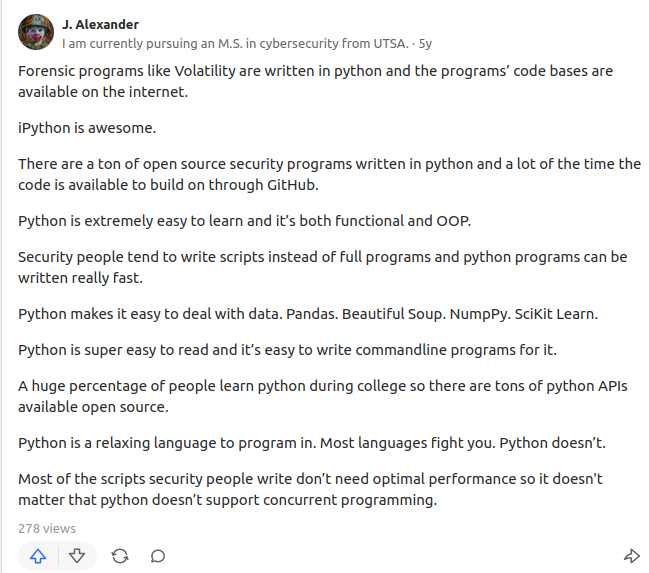 J. Alexander
I am currently pursuing an M.S. in cybersecurity from UTSA. · 5y
Forensic programs like Volatility are written in python and the programs’ code bases are
available on the internet.
iPython is awesome.
There are a ton of open source security programs written in python and a lot of the time the
code is available to build on through GitHub.
Python is extremely easy to learn and it’s both functional and OOP.
Security people tend to write scripts instead of full programs and python programs can be
written really fast.
Python makes it easy to deal with data. Pandas. Beautiful Soup. NumpPy. SciKit Learn.
Python is super easy to read and it’s easy to write commandline programs for it.
A huge percentage of people learn python during college so there are tons of python APIs
available open source.
Python is a relaxing language to program in. Most languages fight you. Python doesn’t.
Most of the scripts security people write don’t need optimal performance so it doesn't
matter that python doesn’t support concurrent programming.
278 views